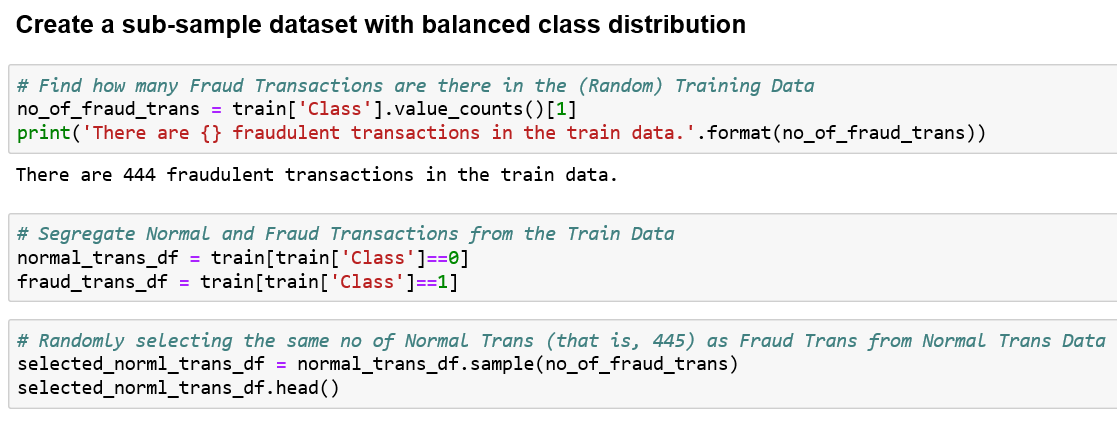 Create a sub-sample dataset with balanced class distribution
# Find how many Fraud Transactions are there in the (Random) Training Data
no_of_fraud_trans = train['Class'].value_counts()[1]
print('There are {} fraudulent transactions in the train data.'.format(no_of_fraud_trans))
There are 444 fraudulent transactions in the train data.
# Segregate Normal and Fraud Transactions from the Train Data
normal_trans_df = train[train['Class']==0]
fraud_trans_df = train[train['Class']==1]
# Randomly selecting the same no of Normal Trans (that is, 445) as Fraud Trans from Normal Trans Data
selected_norml_trans_df = normal_trans_df.sample(no_of_fraud_trans)
selected_norml_trans_df.head()